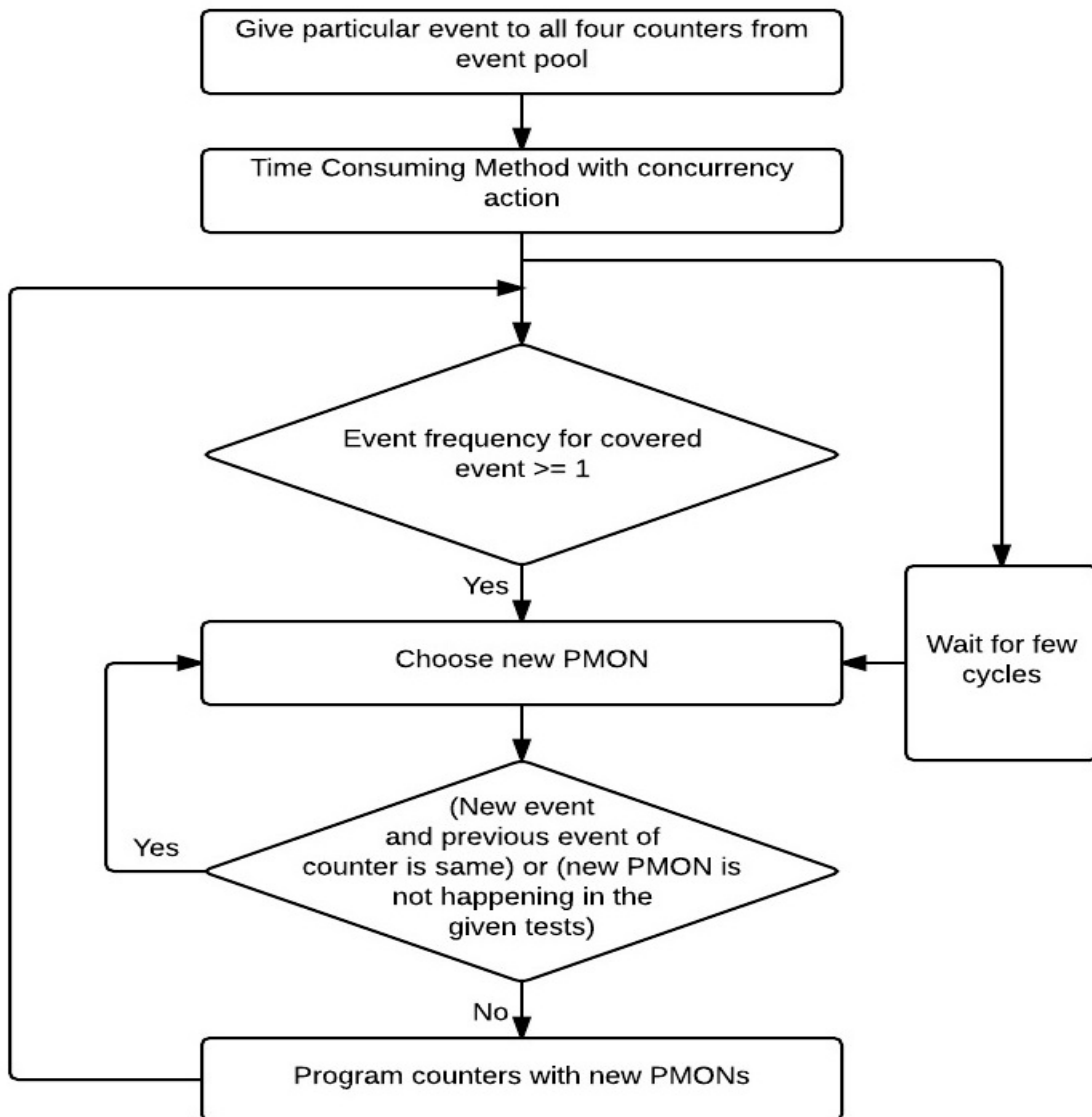 Give particular event to all four counters from
event pool
Time Consuming Method with concurrency
action
Event frequency for covered
event >= 1
Yes
Choose new PMON
Wait for few
cycles
(New event
and previous event of
counter is same) or (new PMON is
not happening in the
given tests)
Yes
No
Program counters with new PMONs